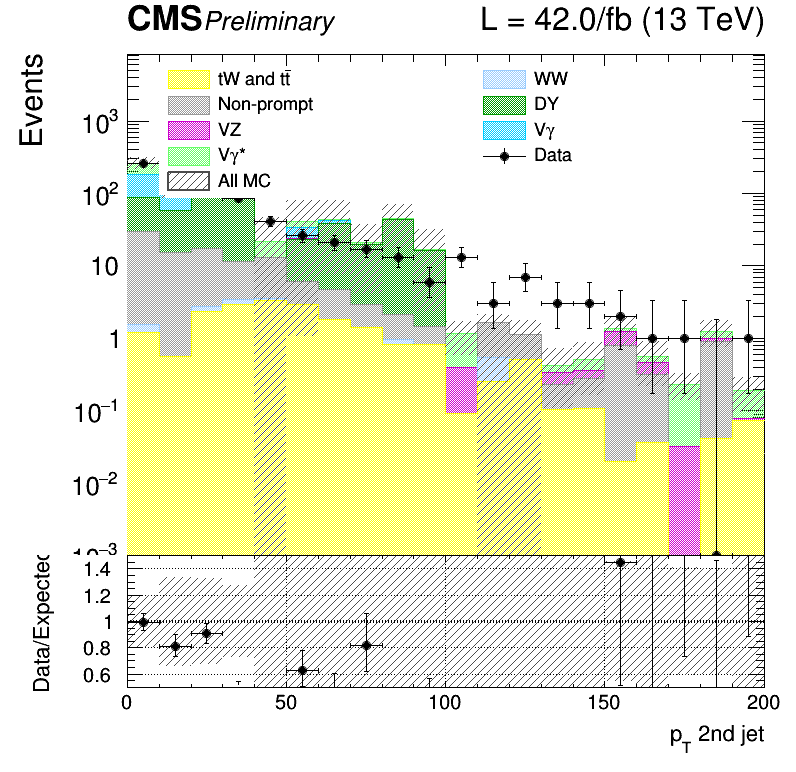 CMS Preliminary L = 42.0/fb (13 TeV)
Events
tW and tt̄
Non-prompt
VZ
Vγ*
All MC
WW
DY
Vγ
Data
10³
10²
10
1
10⁻¹
10⁻²
10⁻³
Data/Expected
1.4
1.2
1
0.8
0.6
0 50 100 150 200
p_T 2nd jet